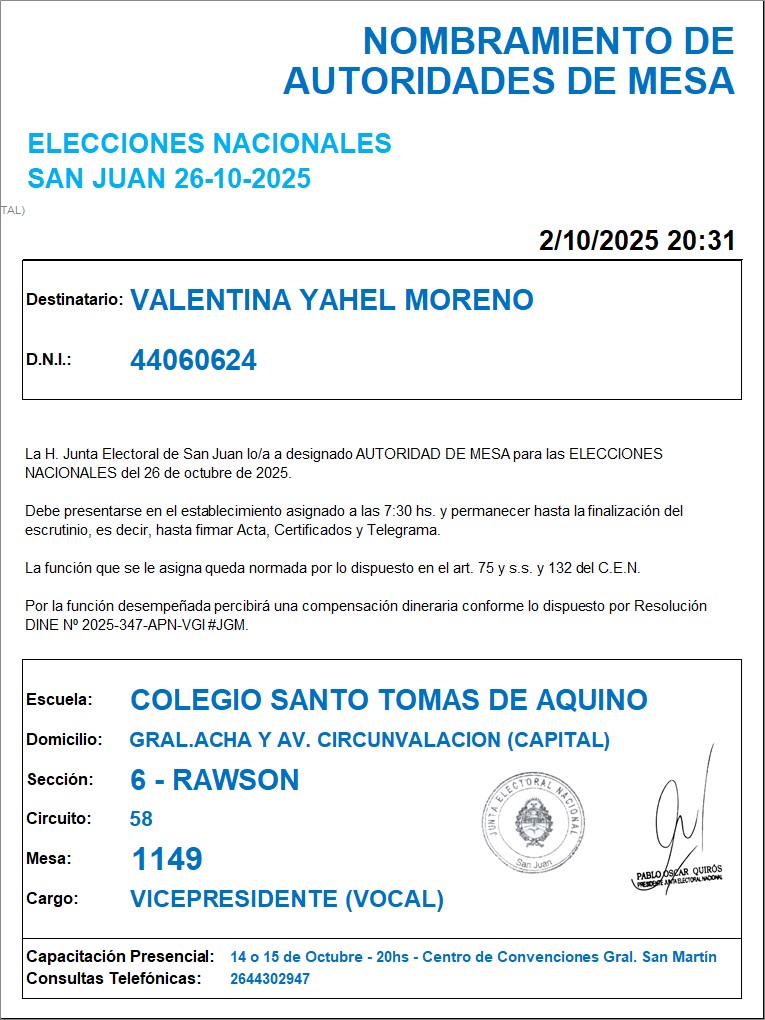 NOMBRAMIENTO DE
AUTORIDADES DE MESA
ELECCIONES NACIONALES
SAN JUAN 26-10-2025
TAL)
2/10/2025 20:31
Destinatario: VALENTINA YAHEL MORENO
D.N.I.: 44060624
La H. Junta Electoral de San Juan lo/a a designado AUTORIDAD DE MESA para las ELECCIONES
NACIONALES del 26 de octubre de 2025.
Debe presentarse en el establecimiento asignado a las 7:30 hs. y permanecer hasta la finalización del
escrutinio, es decir, hasta firmar Acta, Certificados y Telegrama.
La función que se le asigna queda normada por lo dispuesto en el art. 75 y s.s. y 132 del C.E.N.
Por la función desempeñada percibirá una compensación dineraria conforme lo dispuesto por Resolución
DINE Nº 2025-347-APN-VGI#JGM.
Escuela: COLEGIO SANTO TOMAS DE AQUINO
Domicilio: GRAL.ACHA Y AV. CIRCUNVALACION (CAPITAL)
Sección: 6 - RAWSON
Circuito: 58
Mesa: 1149
Cargo: VICEPRESIDENTE (VOCAL)
JUNTA ELECTORAL NACIONAL
San Juan
PABLO OSCAR QUIRÓS
PRESIDENTE JUNTA ELECTORAL NACIONAL
Capacitación Presencial: 14 o 15 de Octubre - 20hs - Centro de Convenciones Gral. San Martín
Consultas Telefónicas: 2644302947